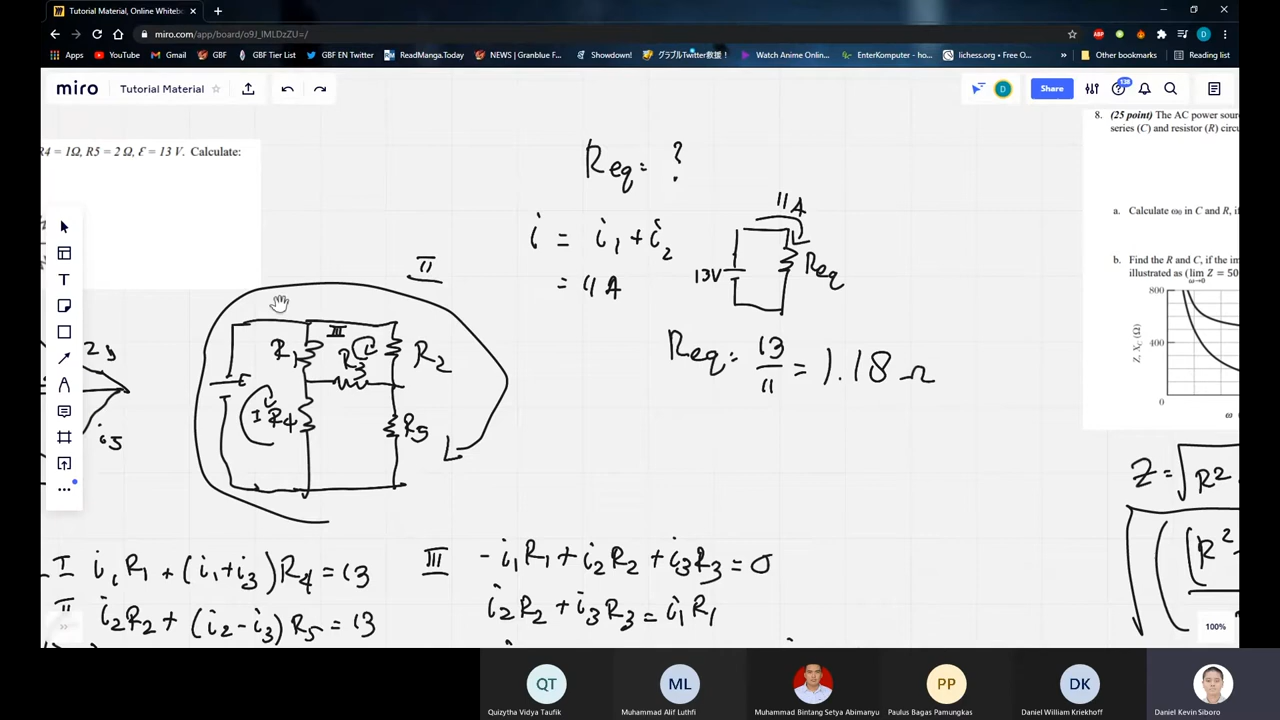 Tutorial Material, Online Whitebo
miro.com/app/board/o9J_lMLDzZU=/
Apps
YouTube
Gmail
GBF
GBF Tier List
GBF EN Twitter
ReadManga.Today
NEWS | Granblue F...
Showdown!
グラブルTwitter救援!
Watch Anime Onlin...
EnterKomputer - ho...
lichess.org • Free O...
Other bookmarks
Reading list
miro
Tutorial Material
D
Share
138
R4 = 1Ω, R5 = 2 Ω, Ɛ = 13 V. Calculate:
Req = ?
i = i1 + i2
= 11 A
11 A
13V
Req
Req = 13/11 = 1.18 Ω
II
III
R1
R2
R3
E
I
R4
R5
i5
I i1R1 + (i1+i3)R4 = 13
II i2R2 + (i2-i3)R5 = 13
III -i1R1 + i2R2 + i3R3 = 0
i2R2 + i3R3 = i1R1
8. (25 point) The AC power sour
series (C) and resistor (R) circu
a. Calculate ω0 in C and R, if
b. Find the R and C, if the im
illustrated as (lim Z = 50
ω→0
800
400
0
Z, XC (Ω)
ω
Z = √R2
(R2
100%
QT
ML
PP
DK
Quizytha Vidya Taufik
Muhammad Alif Luthfi
Muhammad Bintang Setya Abimanyu
Paulus Bagas Pamungkas
Daniel William Kriekhoff
Daniel Kevin Siboro